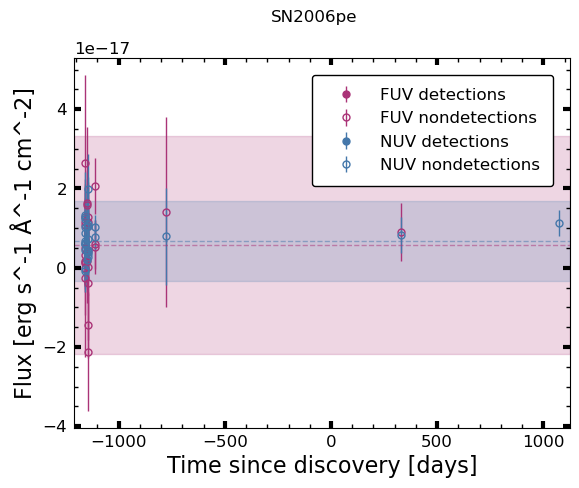 SN2006pe
1e−17
FUV detections
FUV nondetections
NUV detections
NUV nondetections
4
2
0
−2
−4
Flux [erg s^-1 Å^-1 cm^-2]
−1000 −500 0 500 1000
Time since discovery [days]